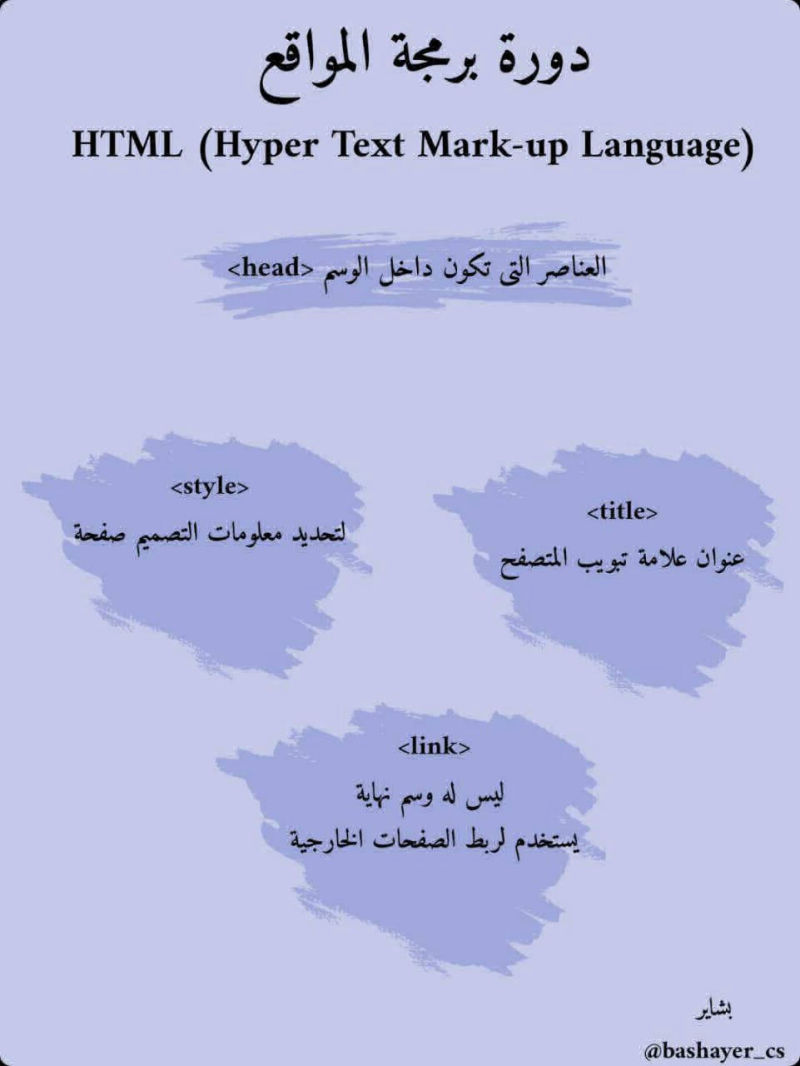 دورة برمجة المواقع
HTML (Hyper Text Mark-up Language)
العناصر التي تكون داخل الوسم <head>
<title>
عنوان علامة تبويب المتصفح
<style>
لتحديد معلومات التصميم صفحة
<link>
ليس له وسم نهاية
يستخدم لربط الصفحات الخارجية
بشاير
@bashayer_cs